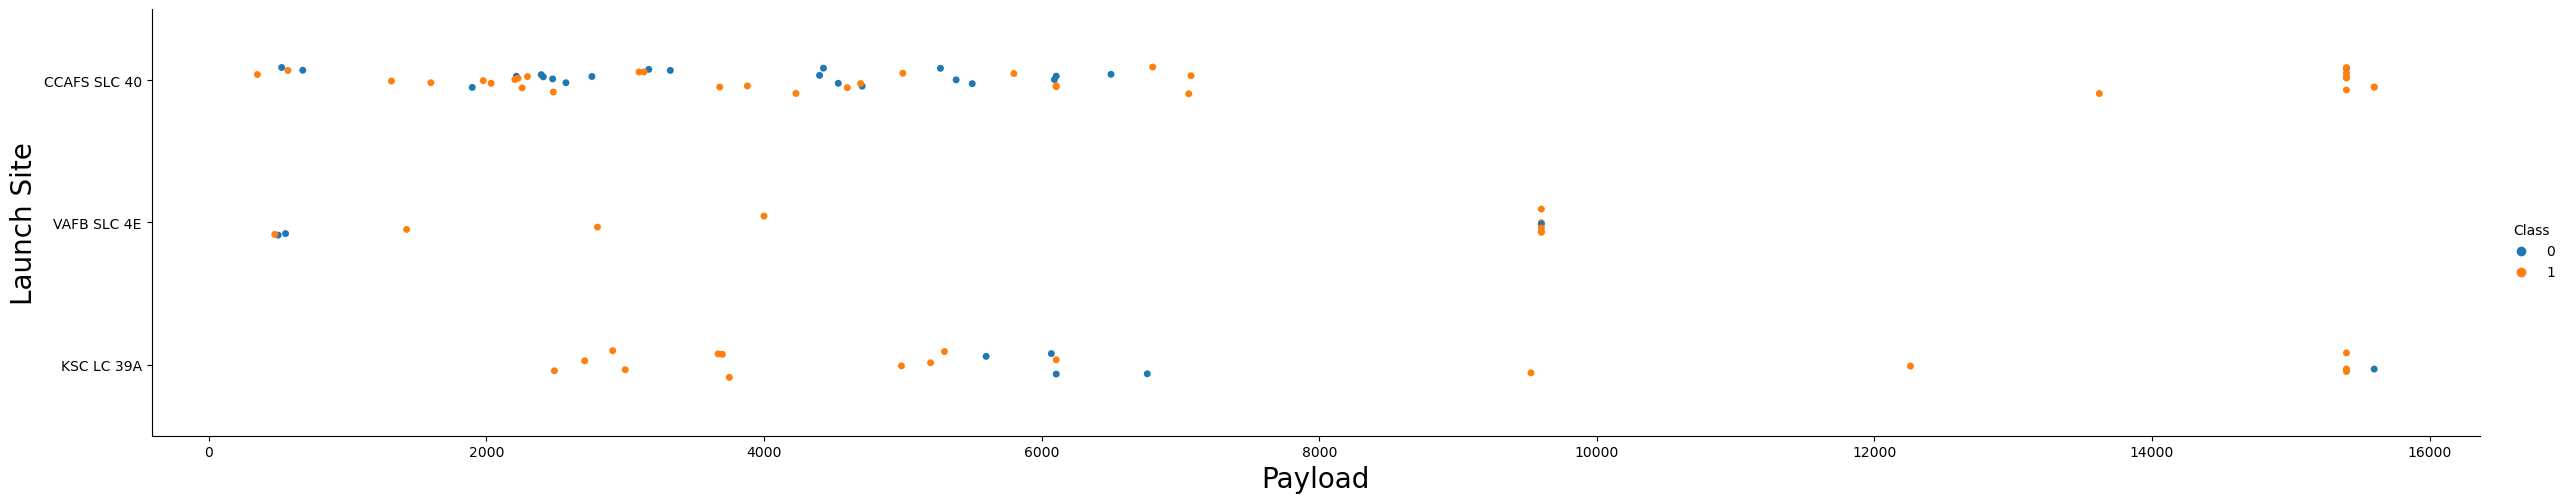 Launch Site
CCAFS SLC 40
VAFB SLC 4E
KSC LC 39A
0 2000 4000 6000 8000 10000 12000 14000 16000
Payload
Class
0
1